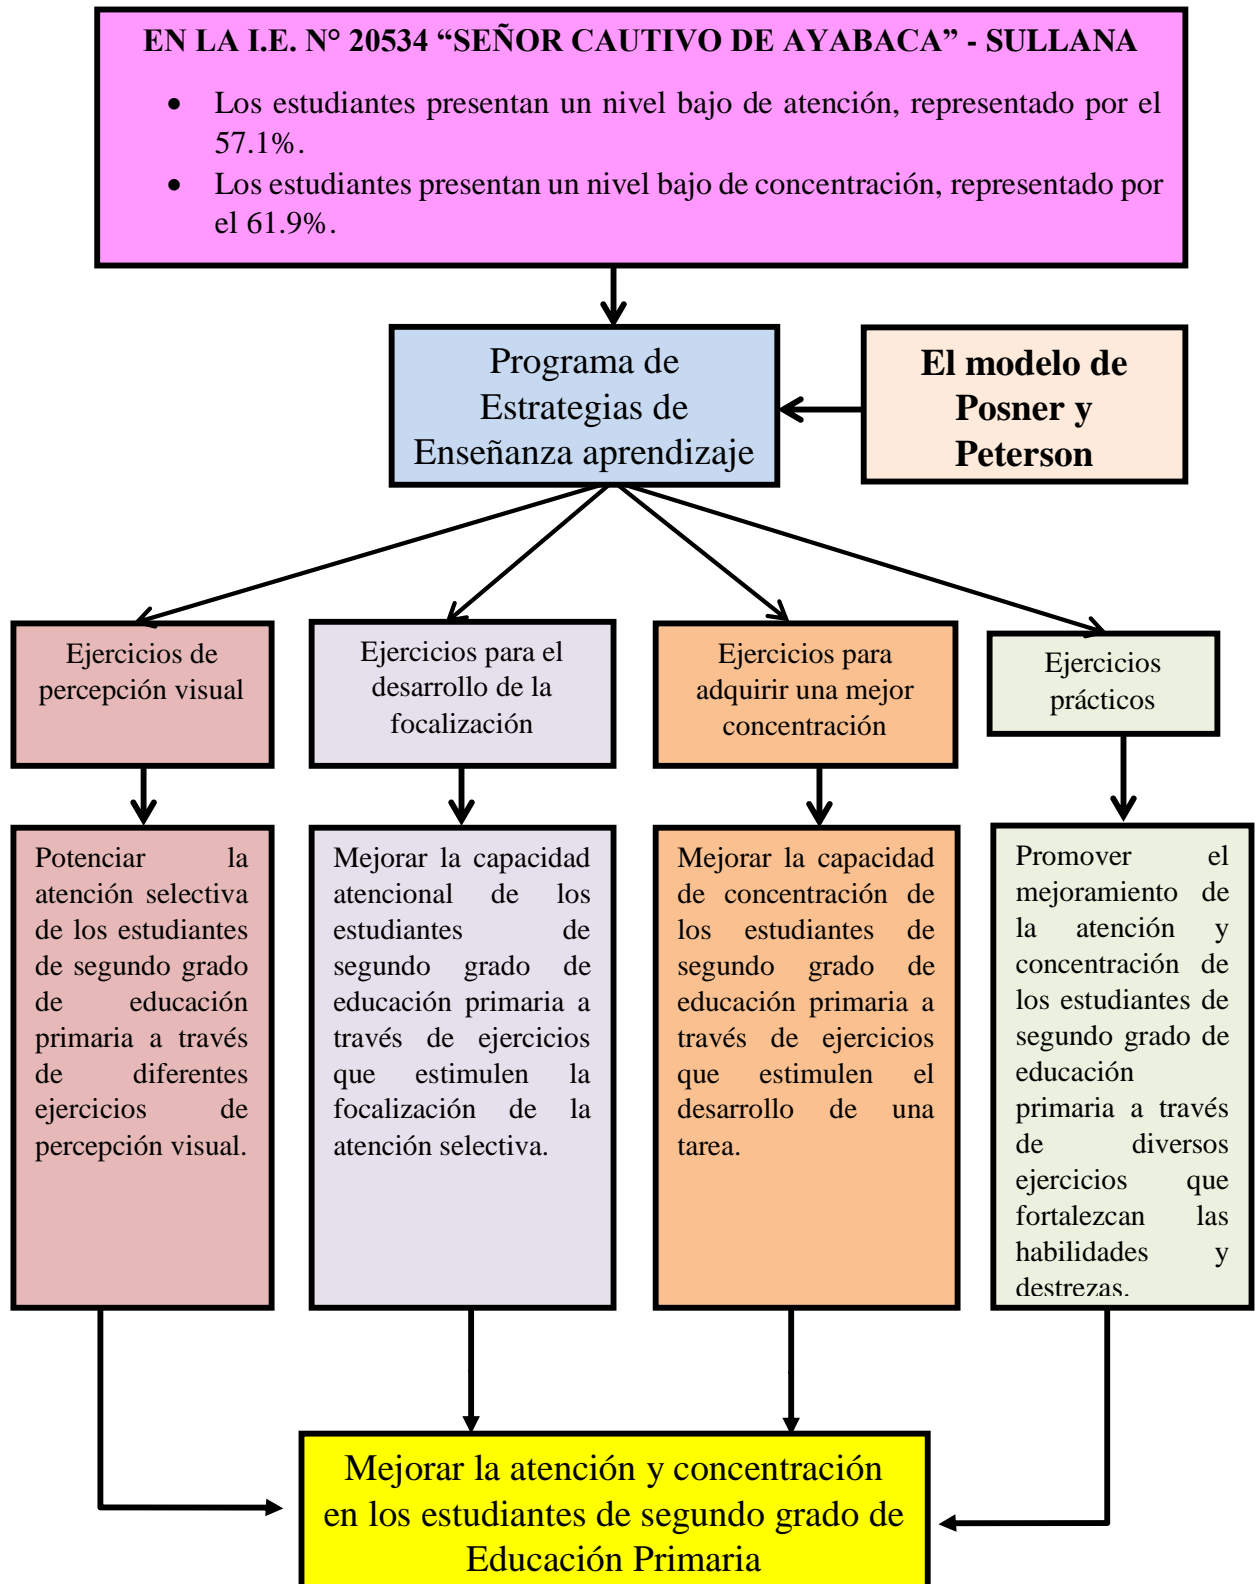 EN LA I.E. N° 20534 “SEÑOR CAUTIVO DE AYABACA” - SULLANA
• Los estudiantes presentan un nivel bajo de atención, representado por el
57.1%.
• Los estudiantes presentan un nivel bajo de concentración, representado por
el 61.9%.
Programa de
Estrategias de
Enseñanza aprendizaje
El modelo de
Posner y
Peterson
Ejercicios de
percepción visual
Ejercicios para el
desarrollo de la
focalización
Ejercicios para
adquirir una mejor
concentración
Ejercicios
prácticos
Potenciar la
atención selectiva
de los estudiantes
de segundo grado
de educación
primaria a través
de diferentes
ejercicios de
percepción visual.
Mejorar la capacidad
atencional de los
estudiantes de
segundo grado de
educación primaria a
través de ejercicios
que estimulen la
focalización de la
atención selectiva.
Mejorar la capacidad
de concentración de
los estudiantes de
segundo grado de
educación primaria a
través de ejercicios
que estimulen el
desarrollo de una
tarea.
Promover el
mejoramiento de
la atención y
concentración de
los estudiantes de
segundo grado de
educación
primaria a través
de diversos
ejercicios que
fortalezcan las
habilidades y
destrezas.
Mejorar la atención y concentración
en los estudiantes de segundo grado de
Educación Primaria